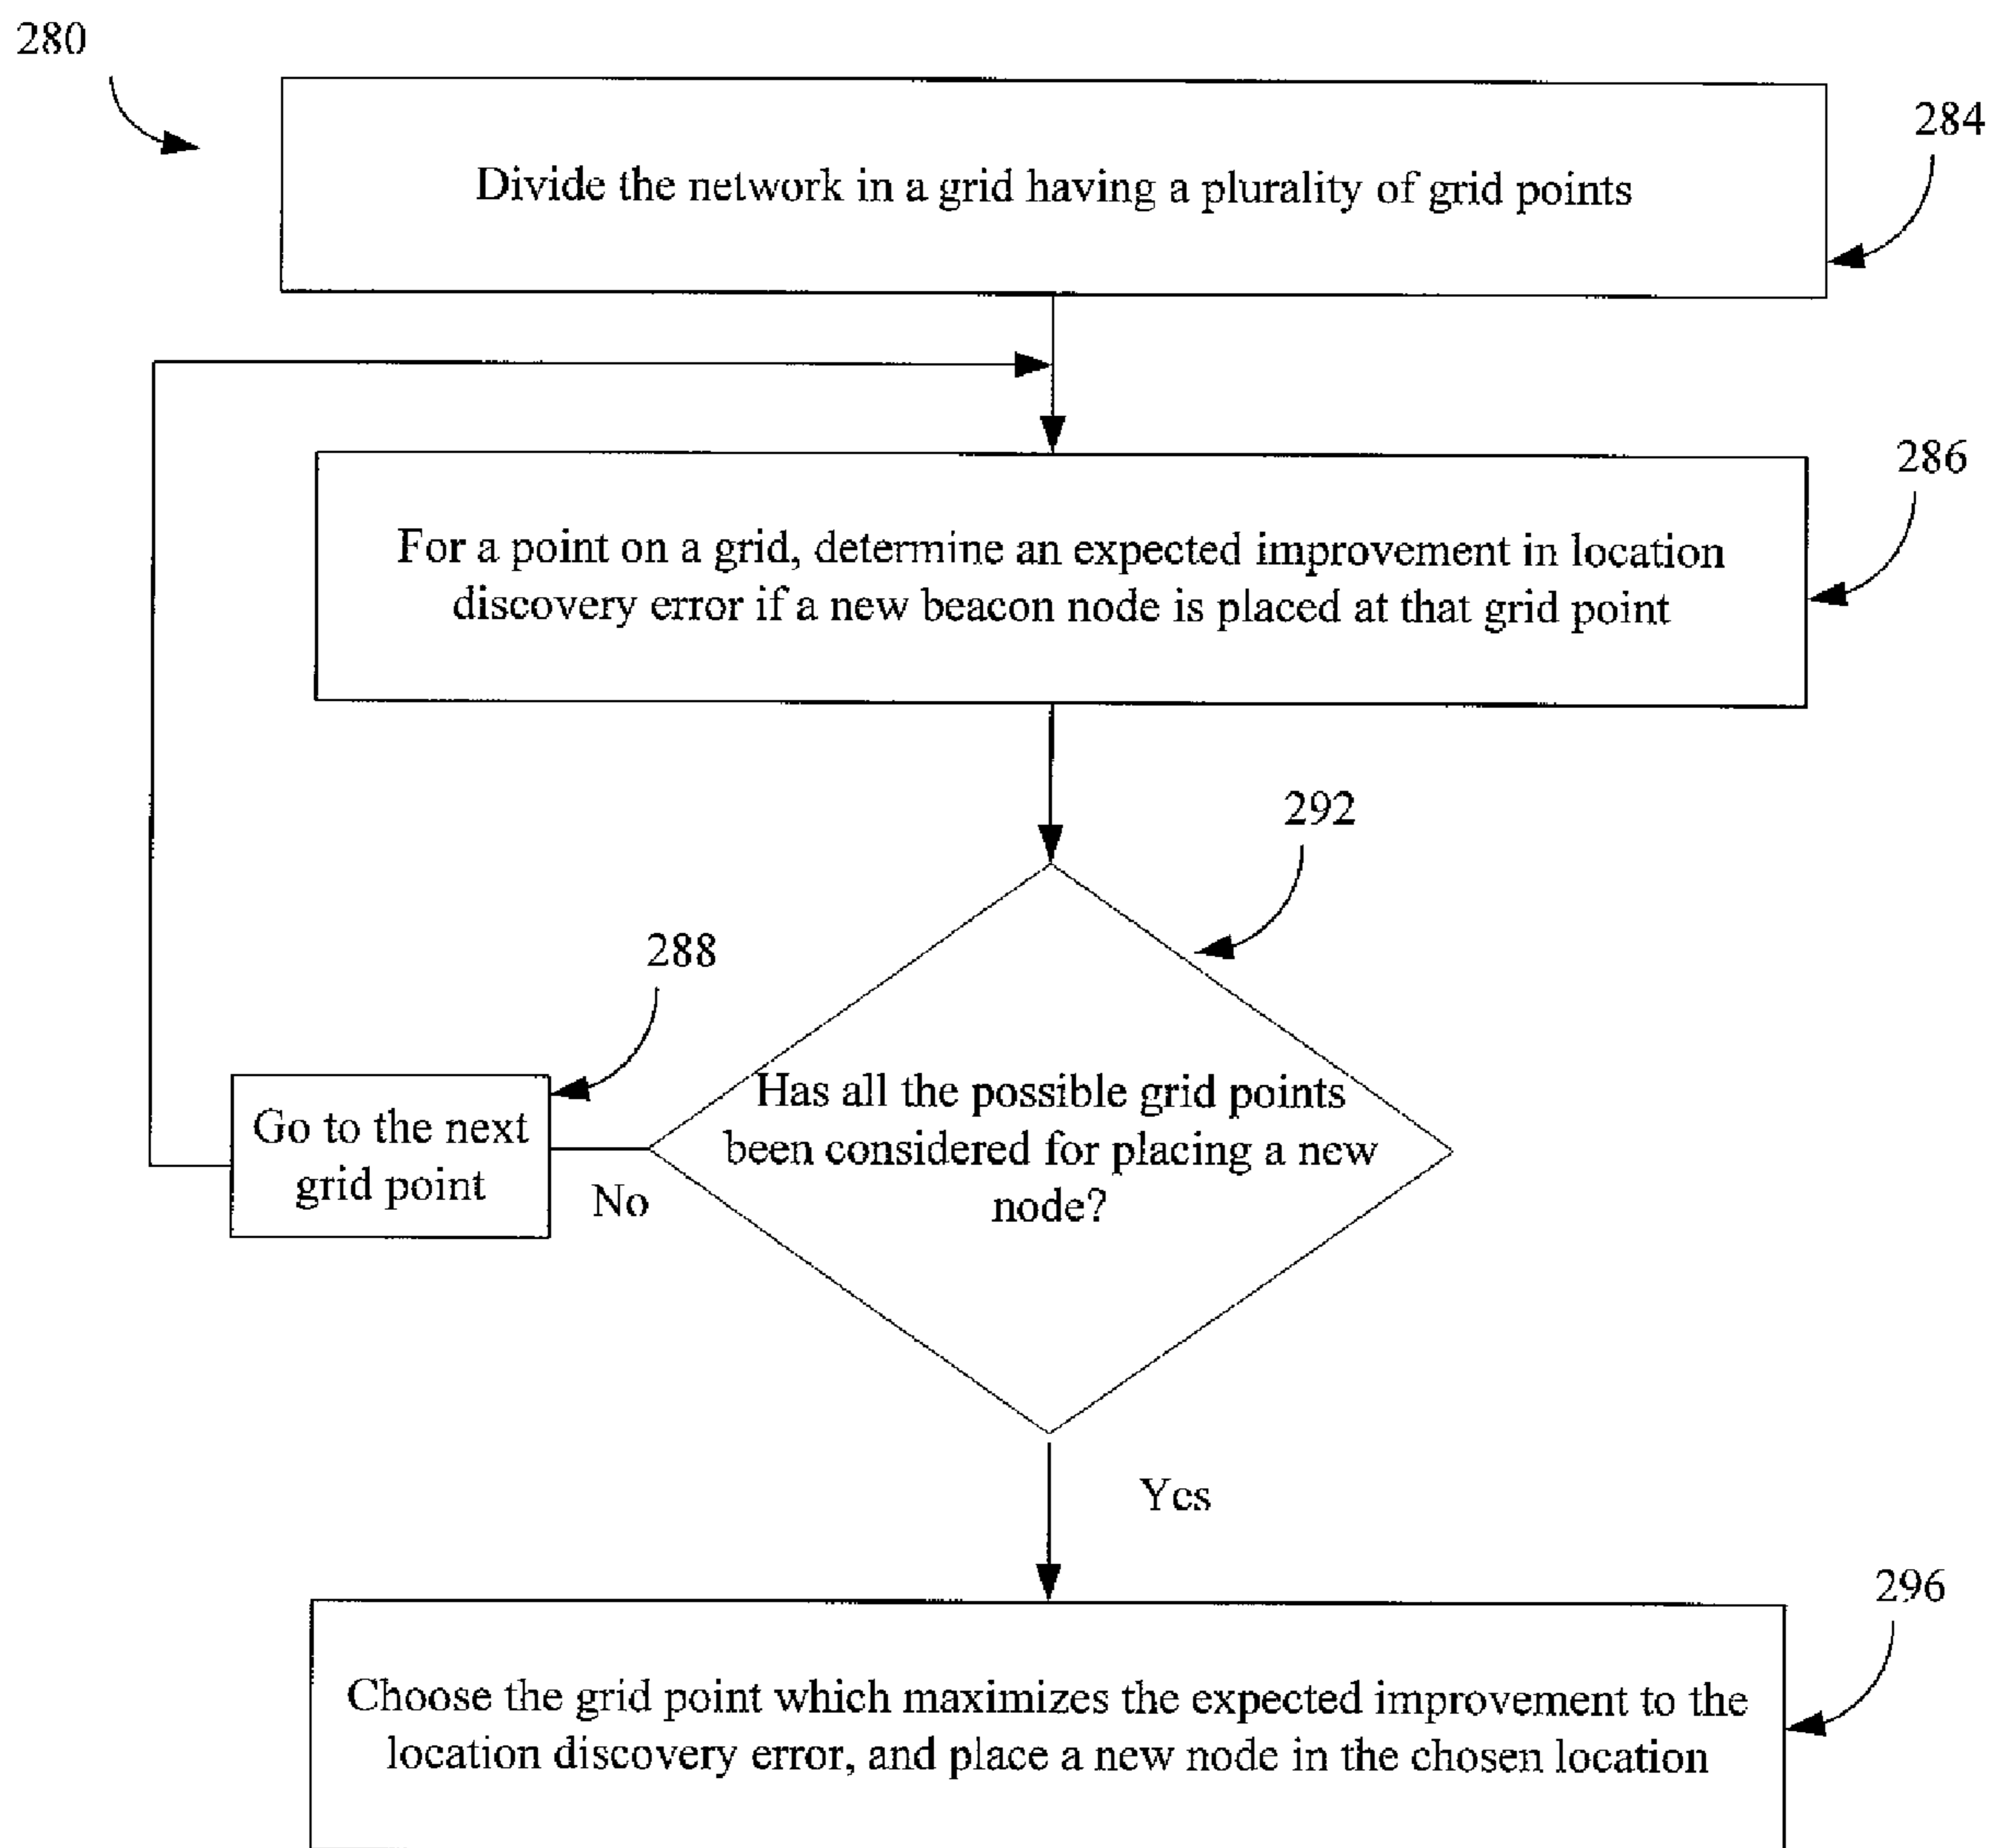 280
284
Divide the network in a grid having a plurality of grid points
286
For a point on a grid, determine an expected improvement in location
discovery error if a new beacon node is placed at that grid point
292
288
Has all the possible grid points
been considered for placing a new
node?
Go to the next
grid point
No
Yes
296
Choose the grid point which maximizes the expected improvement to the
location discovery error, and place a new node in the chosen location